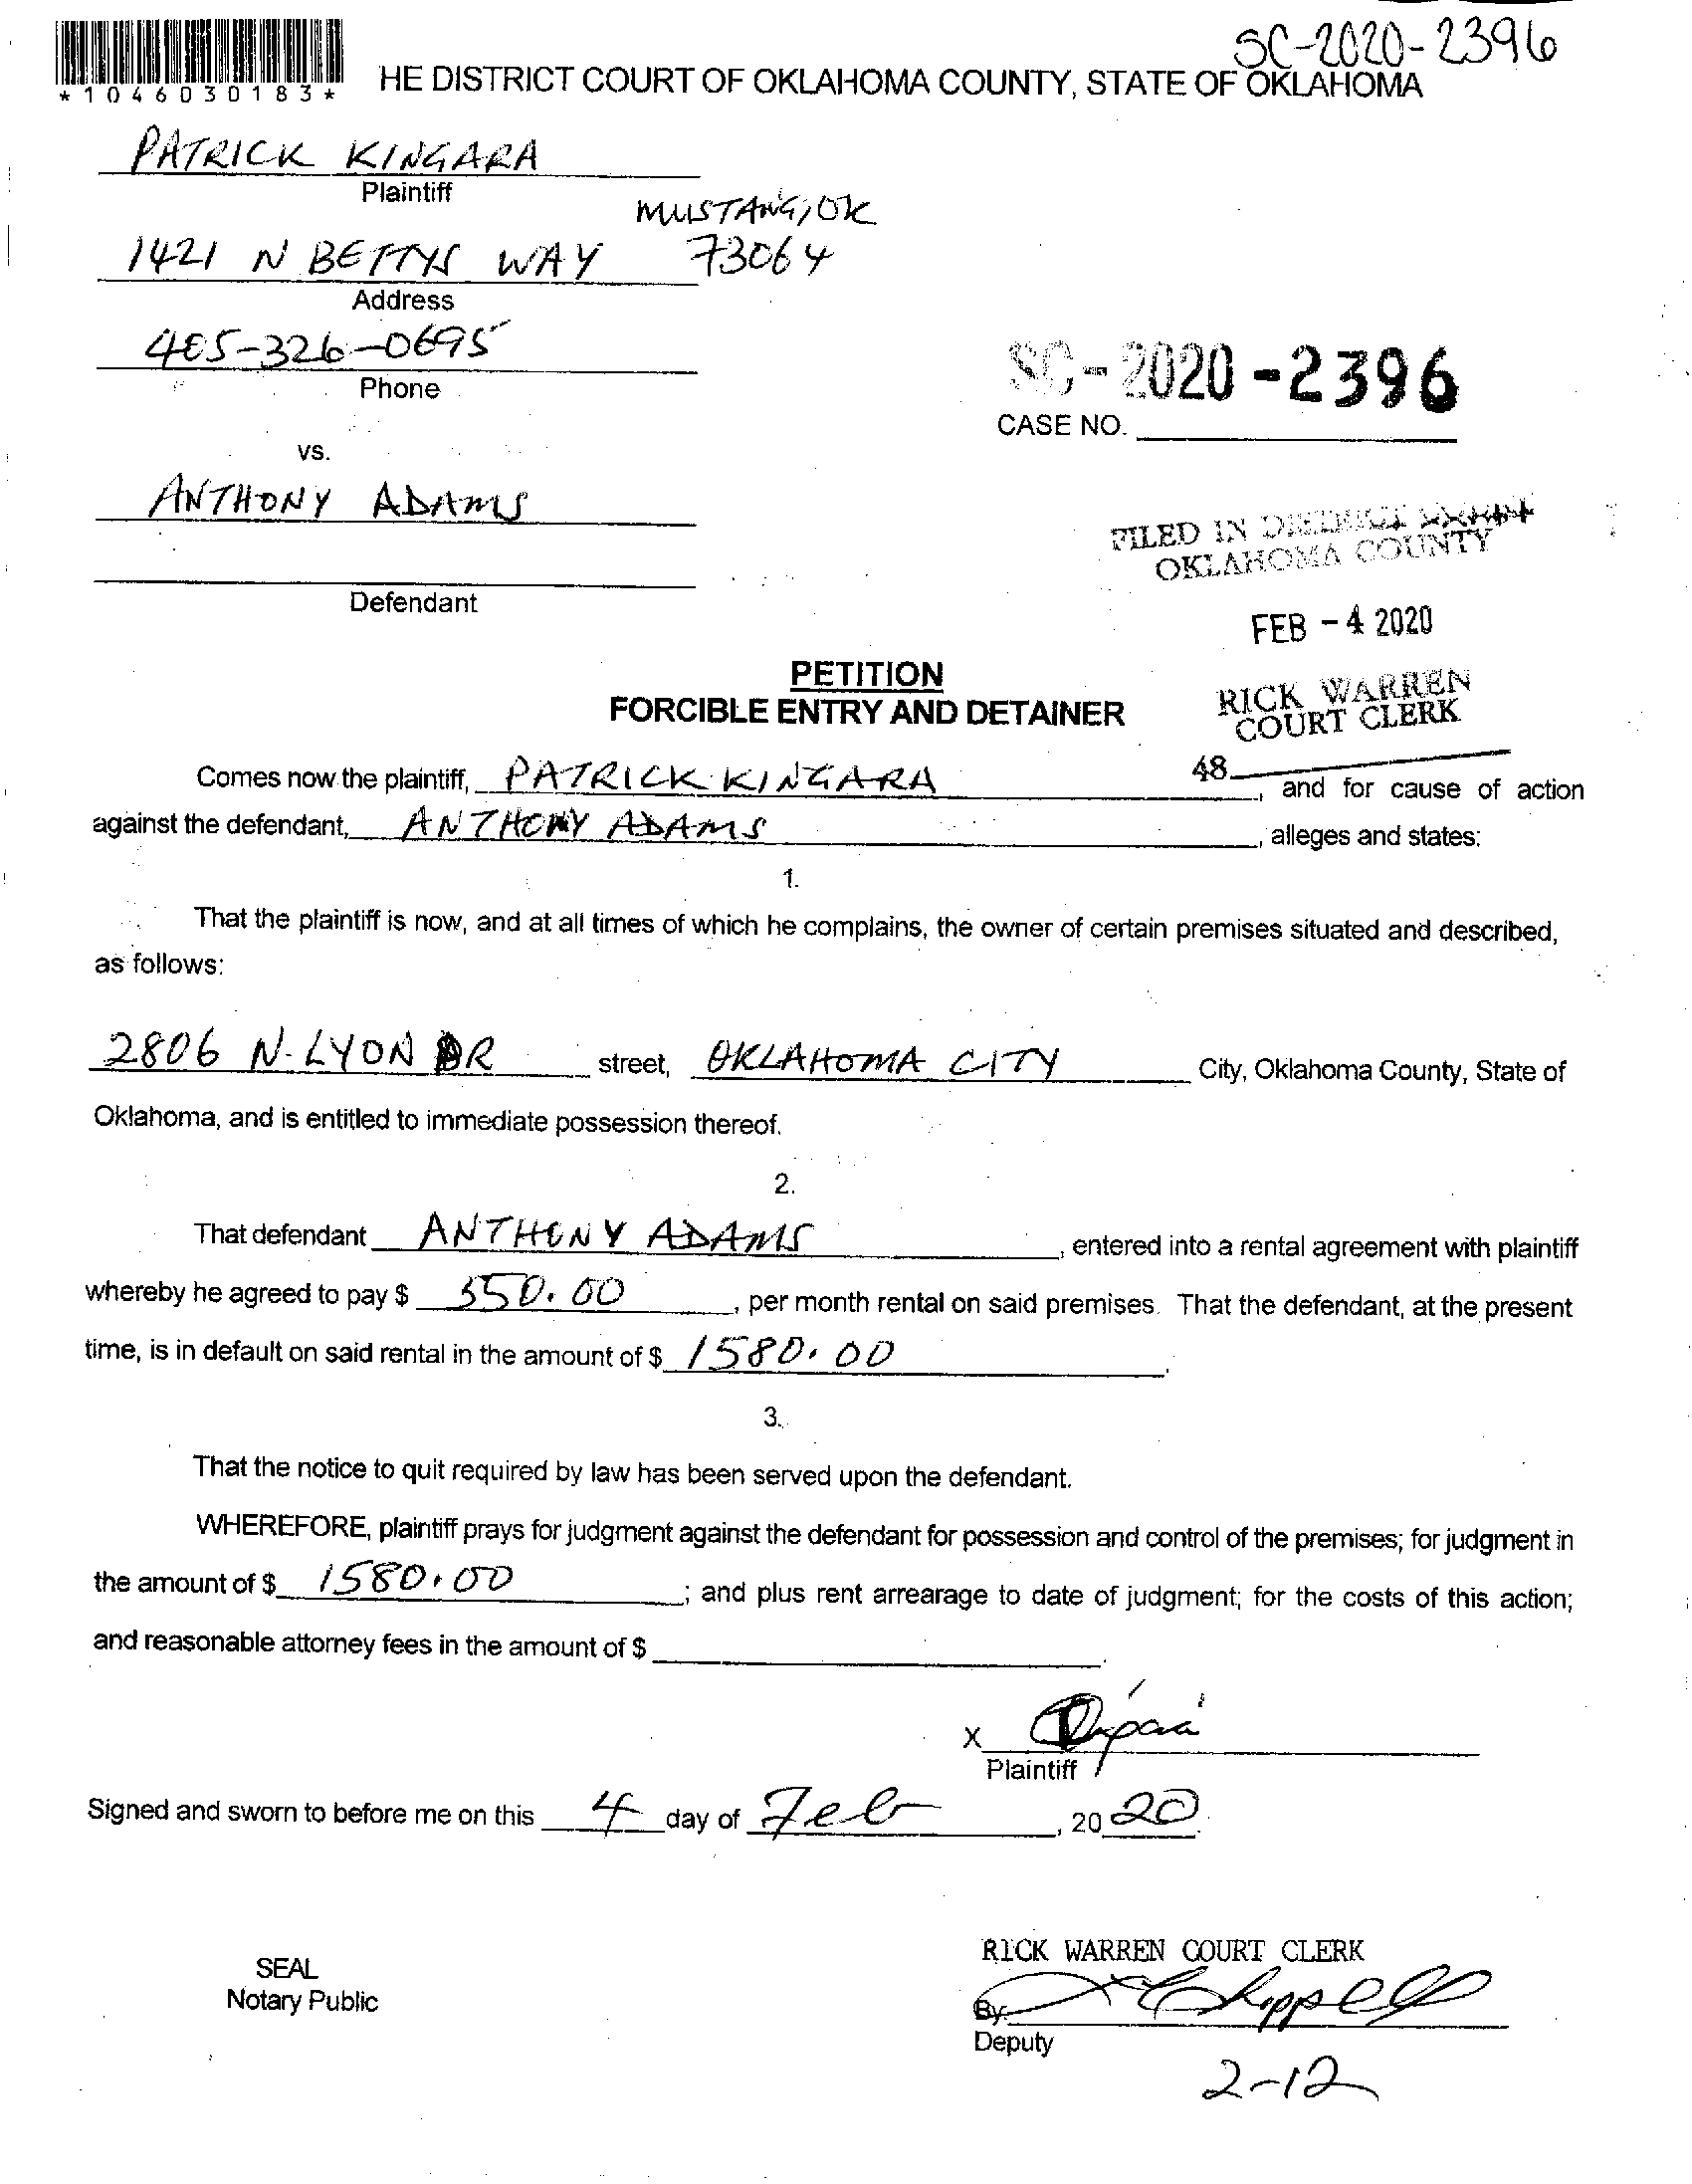 SC-2020-2396
*1046030183*
HE DISTRICT COURT OF OKLAHOMA COUNTY, STATE OF OKLAHOMA
PATRICK KINGARA
Plaintiff
MUSTANG, OK
1421 N BETTYS WAY 73064
Address
405-326-0695
Phone
SC-2020-2396
CASE NO.
vs.
ANTHONY ADAMS
FILED IN DISTRICT COURT
OKLAHOMA COUNTY
Defendant
FEB - 4 2020
PETITION
FORCIBLE ENTRY AND DETAINER
RICK WARREN
COURT CLERK
48
Comes now the plaintiff, PATRICK KINGARA, and for cause of action
against the defendant, ANTHONY ADAMS, alleges and states:
1.
That the plaintiff is now, and at all times of which he complains, the owner of certain premises situated and described,
as follows:
2806 N. LYON DR street, OKLAHOMA CITY City, Oklahoma County, State of
Oklahoma, and is entitled to immediate possession thereof.
2.
That defendant ANTHONY ADAMS, entered into a rental agreement with plaintiff
whereby he agreed to pay $ 550.00, per month rental on said premises. That the defendant, at the present
time, is in default on said rental in the amount of $ 1580.00.
3.
That the notice to quit required by law has been served upon the defendant.
WHEREFORE, plaintiff prays for judgment against the defendant for possession and control of the premises; for judgment in
the amount of $ 1580.00; and plus rent arrearage to date of judgment; for the costs of this action;
and reasonable attorney fees in the amount of $ .
X
Plaintiff
Signed and sworn to before me on this 4 day of Feb, 20 20.
RICK WARREN COURT CLERK
SEAL
Notary Public
By:
Deputy
2-12